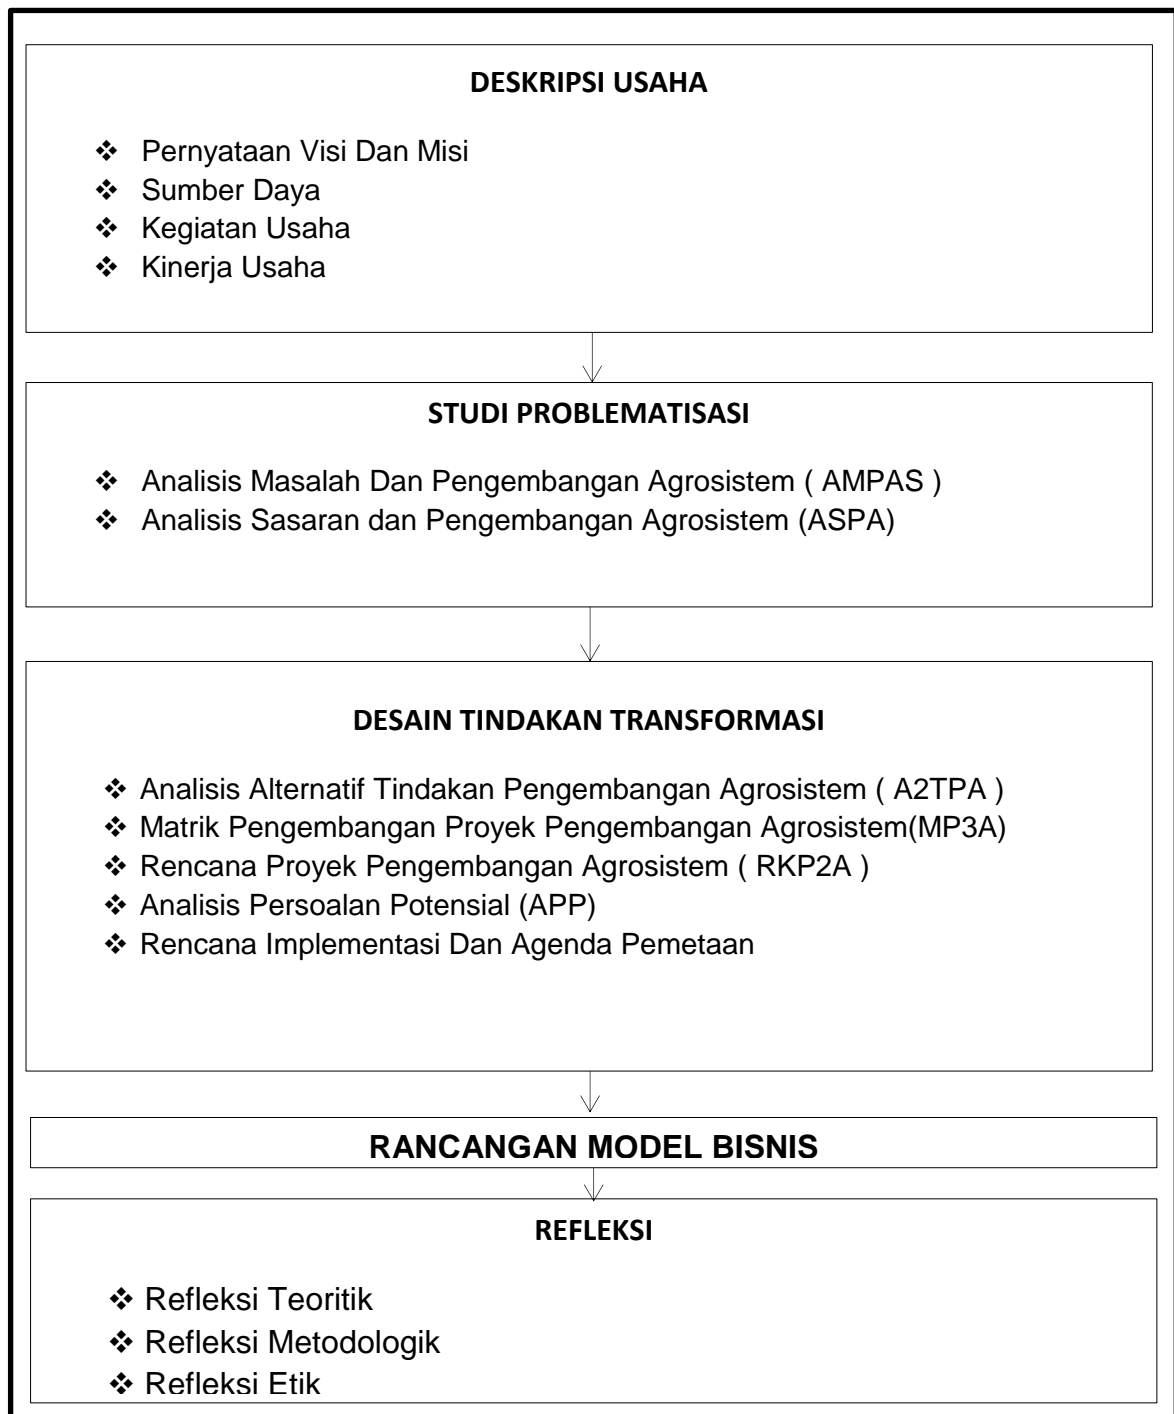 DESKRIPSI USAHA
❖ Pernyataan Visi Dan Misi
❖ Sumber Daya
❖ Kegiatan Usaha
❖ Kinerja Usaha
STUDI PROBLEMATISASI
❖ Analisis Masalah Dan Pengembangan Agrosistem ( AMPAS )
❖ Analisis Sasaran dan Pengembangan Agrosistem (ASPA)
DESAIN TINDAKAN TRANSFORMASI
❖ Analisis Alternatif Tindakan Pengembangan Agrosistem ( A2TPA )
❖ Matrik Pengembangan Proyek Pengembangan Agrosistem(MP3A)
❖ Rencana Proyek Pengembangan Agrosistem ( RKP2A )
❖ Analisis Persoalan Potensial (APP)
❖ Rencana Implementasi Dan Agenda Pemetaan
RANCANGAN MODEL BISNIS
REFLEKSI
❖ Refleksi Teoritik
❖ Refleksi Metodologik
❖ Refleksi Etik